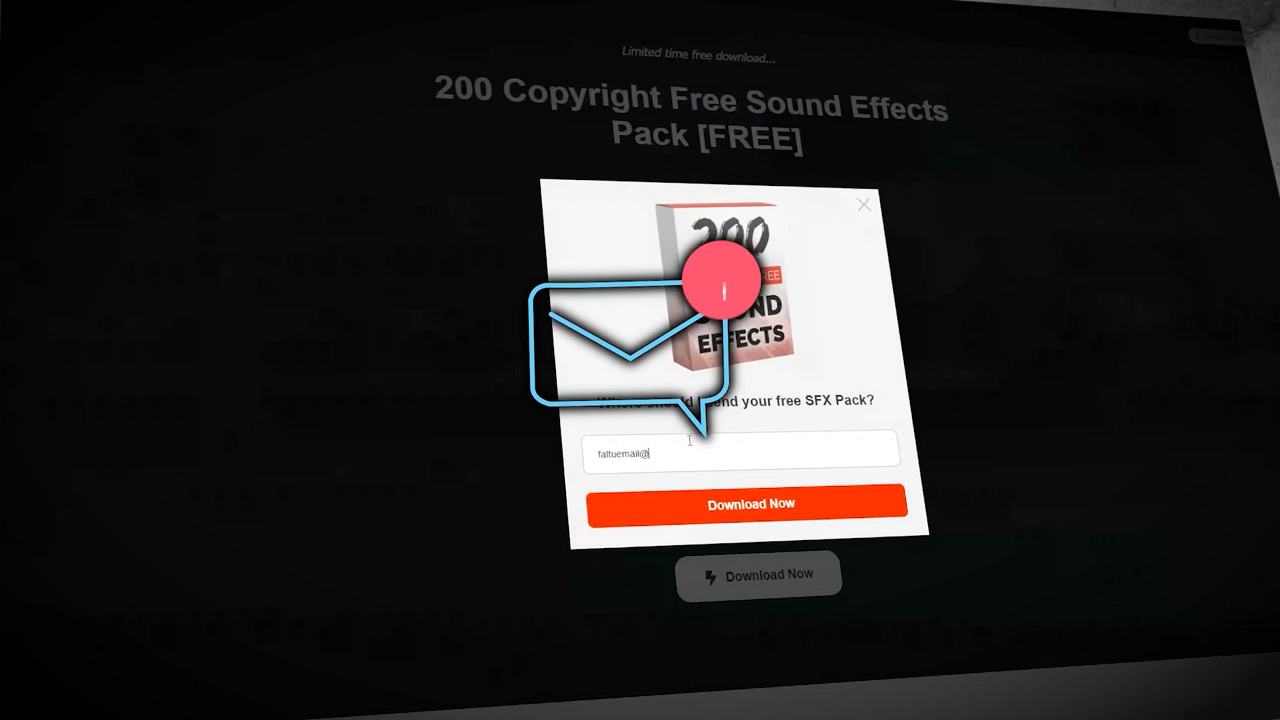 Limited time free download...
200 Copyright Free Sound Effects
Pack [FREE]
200
EFFECTS
send your free SFX Pack?
faltuemail@
Download Now
Download Now